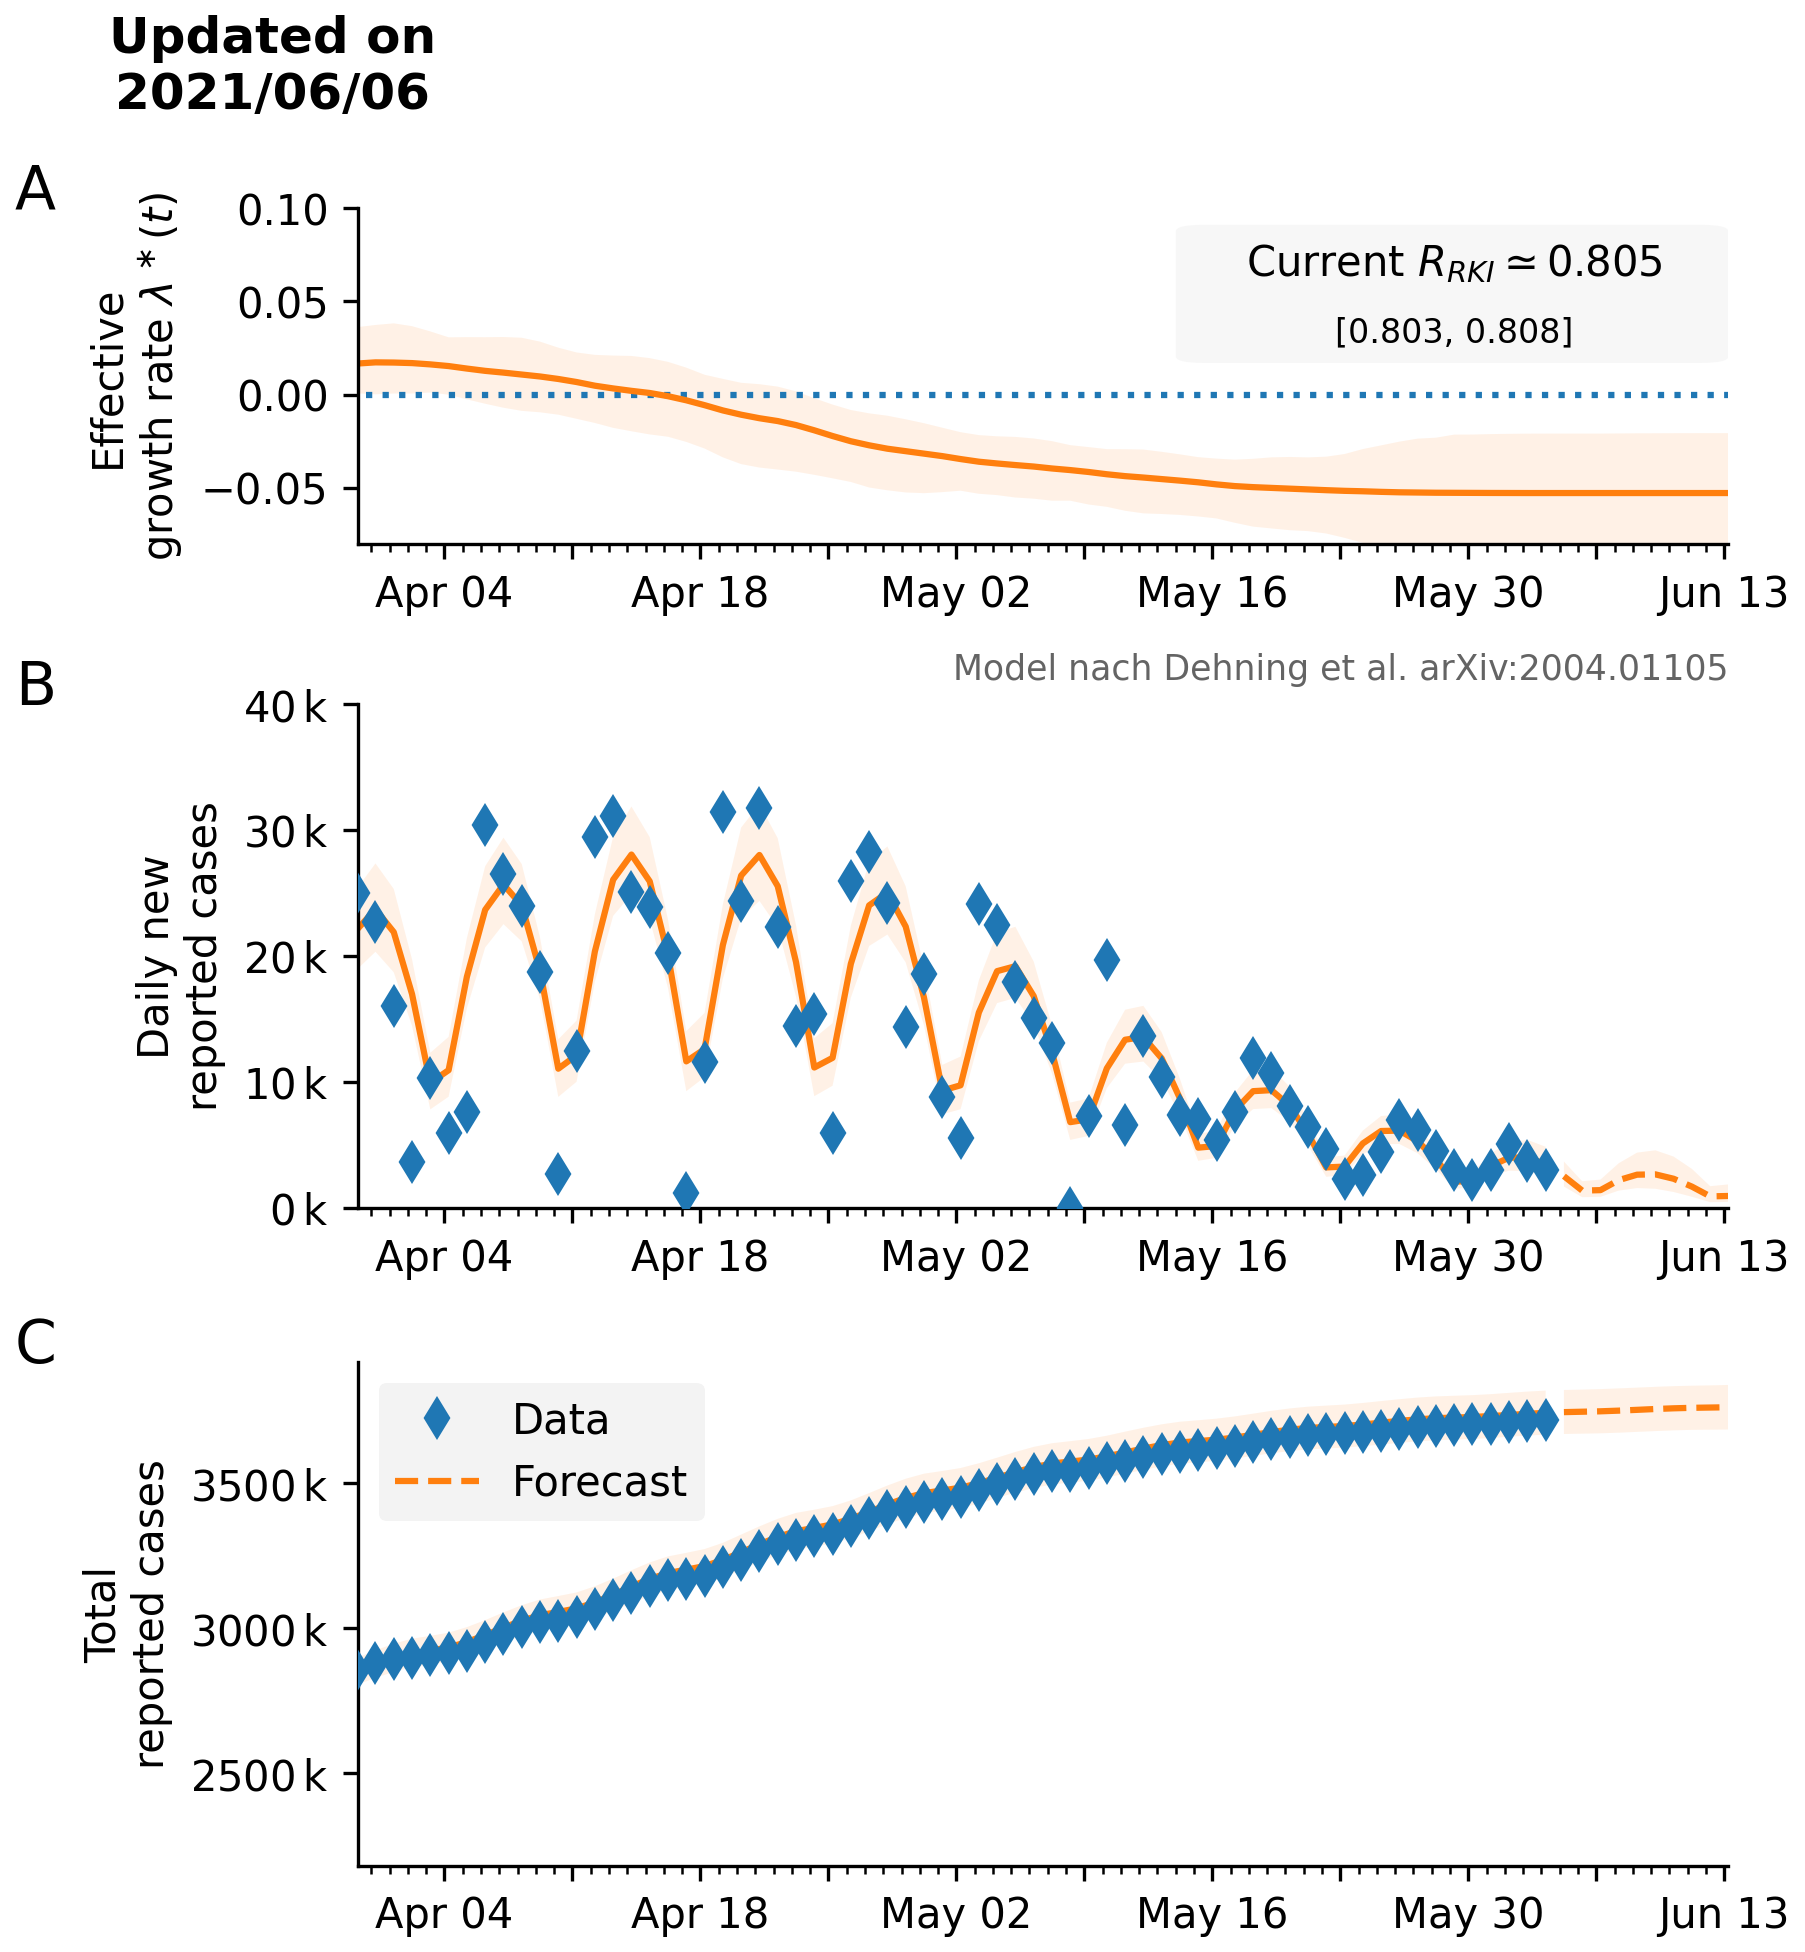 Updated on
2021/06/06
A
Effective
growth rate λ * (t)
0.10
0.05
0.00
−0.05
Current R_RKI ≃ 0.805
[0.803, 0.808]
Apr 04 Apr 18 May 02 May 16 May 30 Jun 13
B
Model nach Dehning et al. arXiv:2004.01105
Daily new
reported cases
40 k
30 k
20 k
10 k
0 k
Apr 04 Apr 18 May 02 May 16 May 30 Jun 13
C
Total
reported cases
Data
Forecast
3500 k
3000 k
2500 k
Apr 04 Apr 18 May 02 May 16 May 30 Jun 13